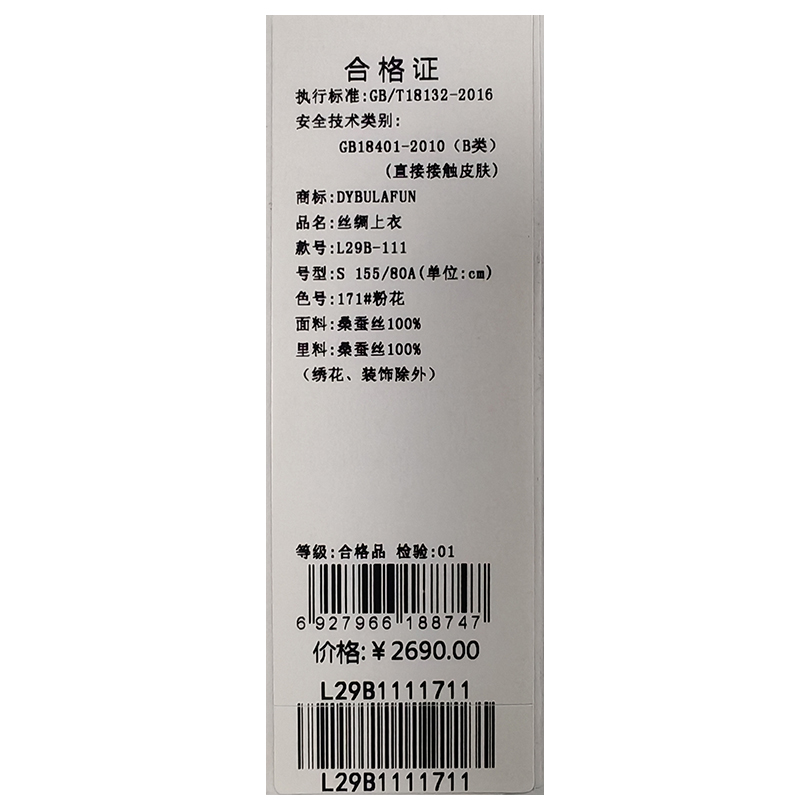 合格证
执行标准:GB/T18132-2016
安全技术类别:
GB18401-2010（B类）
(直接接触皮肤)
商标:DYBULAFUN
品名:丝绸上衣
款号:L29B-111
号型:S 155/80A(单位:cm)
色号:171#粉花
面料:桑蚕丝100%
里料:桑蚕丝100%
（绣花、装饰除外）
等级:合格品 检验:01
6 927966 188747
价格:￥2690.00
L29B1111711
L29B1111711